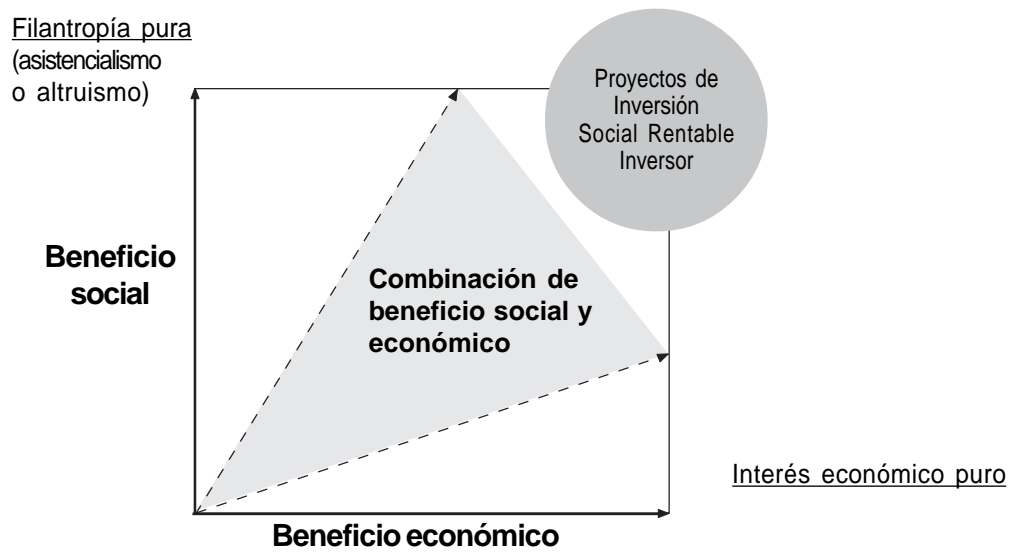 Filantropía pura
(asistencialismo
o altruismo)
Proyectos de
Inversión
Social Rentable
Inversor
Beneficio
social
Combinación de
beneficio social y
económico
Interés económico puro
Beneficio económico